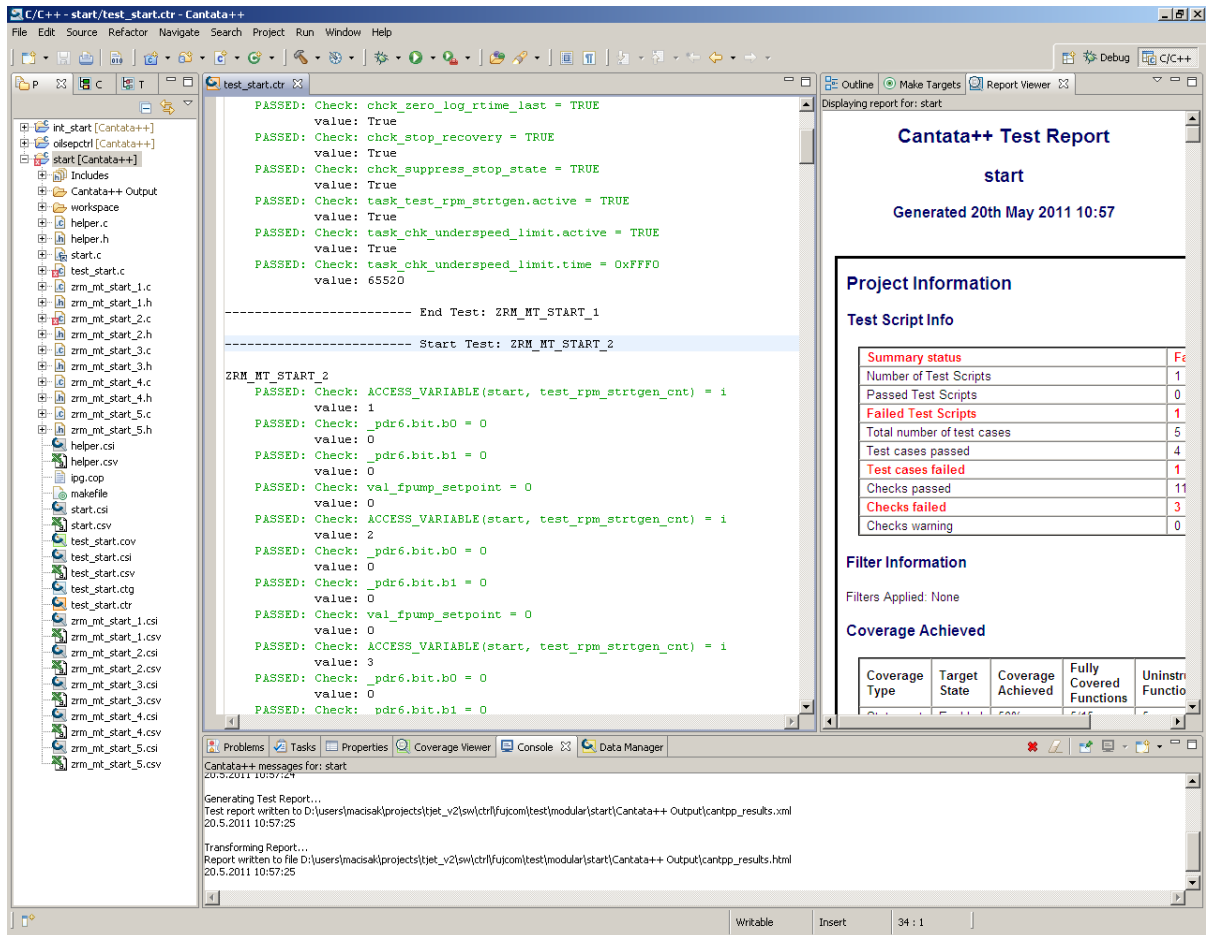 C/C++ - start/test_start.ctr - Cantata++
File Edit Source Refactor Navigate Search Project Run Window Help
Debug C/C++
P C T
int_start [Cantata++]
oilsepctrl [Cantata++]
start [Cantata++]
Includes
Cantata++ Output
workspace
helper.c
helper.h
start.c
test_start.c
zrm_mt_start_1.c
zrm_mt_start_1.h
zrm_mt_start_2.c
zrm_mt_start_2.h
zrm_mt_start_3.c
zrm_mt_start_3.h
zrm_mt_start_4.c
zrm_mt_start_4.h
zrm_mt_start_5.c
zrm_mt_start_5.h
helper.csi
helper.csv
ipg.cop
makefile
start.csi
start.csv
test_start.cov
test_start.csi
test_start.csv
test_start.ctg
test_start.ctr
zrm_mt_start_1.csi
zrm_mt_start_1.csv
zrm_mt_start_2.csi
zrm_mt_start_2.csv
zrm_mt_start_3.csi
zrm_mt_start_3.csv
zrm_mt_start_4.csi
zrm_mt_start_4.csv
zrm_mt_start_5.csi
zrm_mt_start_5.csv
test_start.ctr
PASSED: Check: chck_zero_log_rtime_last = TRUE
value: True
PASSED: Check: chck_stop_recovery = TRUE
value: True
PASSED: Check: chck_suppress_stop_state = TRUE
value: True
PASSED: Check: task_test_rpm_strtgen.active = TRUE
value: True
PASSED: Check: task_chk_underspeed_limit.active = TRUE
value: True
PASSED: Check: task_chk_underspeed_limit.time = 0xFFF0
value: 65520
------------------------- End Test: ZRM_MT_START_1
------------------------- Start Test: ZRM_MT_START_2
ZRM_MT_START_2
PASSED: Check: ACCESS_VARIABLE(start, test_rpm_strtgen_cnt) = i
value: 1
PASSED: Check: _pdr6.bit.b0 = 0
value: 0
PASSED: Check: _pdr6.bit.b1 = 0
value: 0
PASSED: Check: val_fpump_setpoint = 0
value: 0
PASSED: Check: ACCESS_VARIABLE(start, test_rpm_strtgen_cnt) = i
value: 2
PASSED: Check: _pdr6.bit.b0 = 0
value: 0
PASSED: Check: _pdr6.bit.b1 = 0
value: 0
PASSED: Check: val_fpump_setpoint = 0
value: 0
PASSED: Check: ACCESS_VARIABLE(start, test_rpm_strtgen_cnt) = i
value: 3
PASSED: Check: _pdr6.bit.b0 = 0
value: 0
PASSED: Check: _pdr6.bit.b1 = 0
Outline Make Targets Report Viewer
Displaying report for: start
Cantata++ Test Report
start
Generated 20th May 2011 10:57
Project Information
Test Script Info
Summary status Fa
Number of Test Scripts 1
Passed Test Scripts 0
Failed Test Scripts 1
Total number of test cases 5
Test cases passed 4
Test cases failed 1
Checks passed 11
Checks failed 3
Checks warning 0
Filter Information
Filters Applied: None
Coverage Achieved
Coverage Type Target State Coverage Achieved Fully Covered Functions Uninstru Functio
Problems Tasks Properties Coverage Viewer Console Data Manager
Cantata++ messages for: start
20.5.2011 10:57:24
Generating Test Report...
Test report written to D:\users\macisak\projects\tjet_v2\sw\ctrl\fujcom\test\modular\start\Cantata++ Output\cantpp_results.xml
20.5.2011 10:57:25
Transforming Report...
Report written to file D:\users\macisak\projects\tjet_v2\sw\ctrl\fujcom\test\modular\start\Cantata++ Output\cantpp_results.html
20.5.2011 10:57:25
Writable Insert 34 : 1